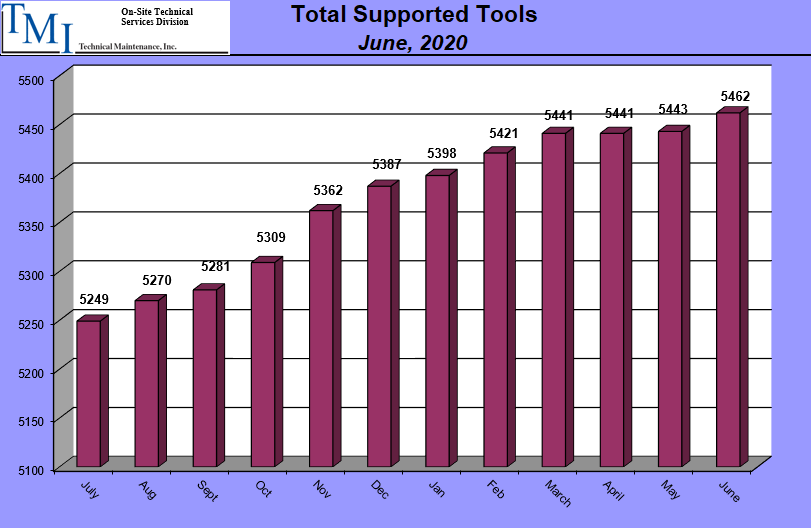 TMI
On-Site Technical
Services Division
Technical Maintenance, Inc.
Total Supported Tools
June, 2020
5500
5450
5400
5350
5300
5250
5200
5150
5100
5249
5270
5281
5309
5362
5387
5398
5421
5441
5441
5443
5462
July
Aug
Sept
Oct
Nov
Dec
Jan
Feb
March
April
May
June